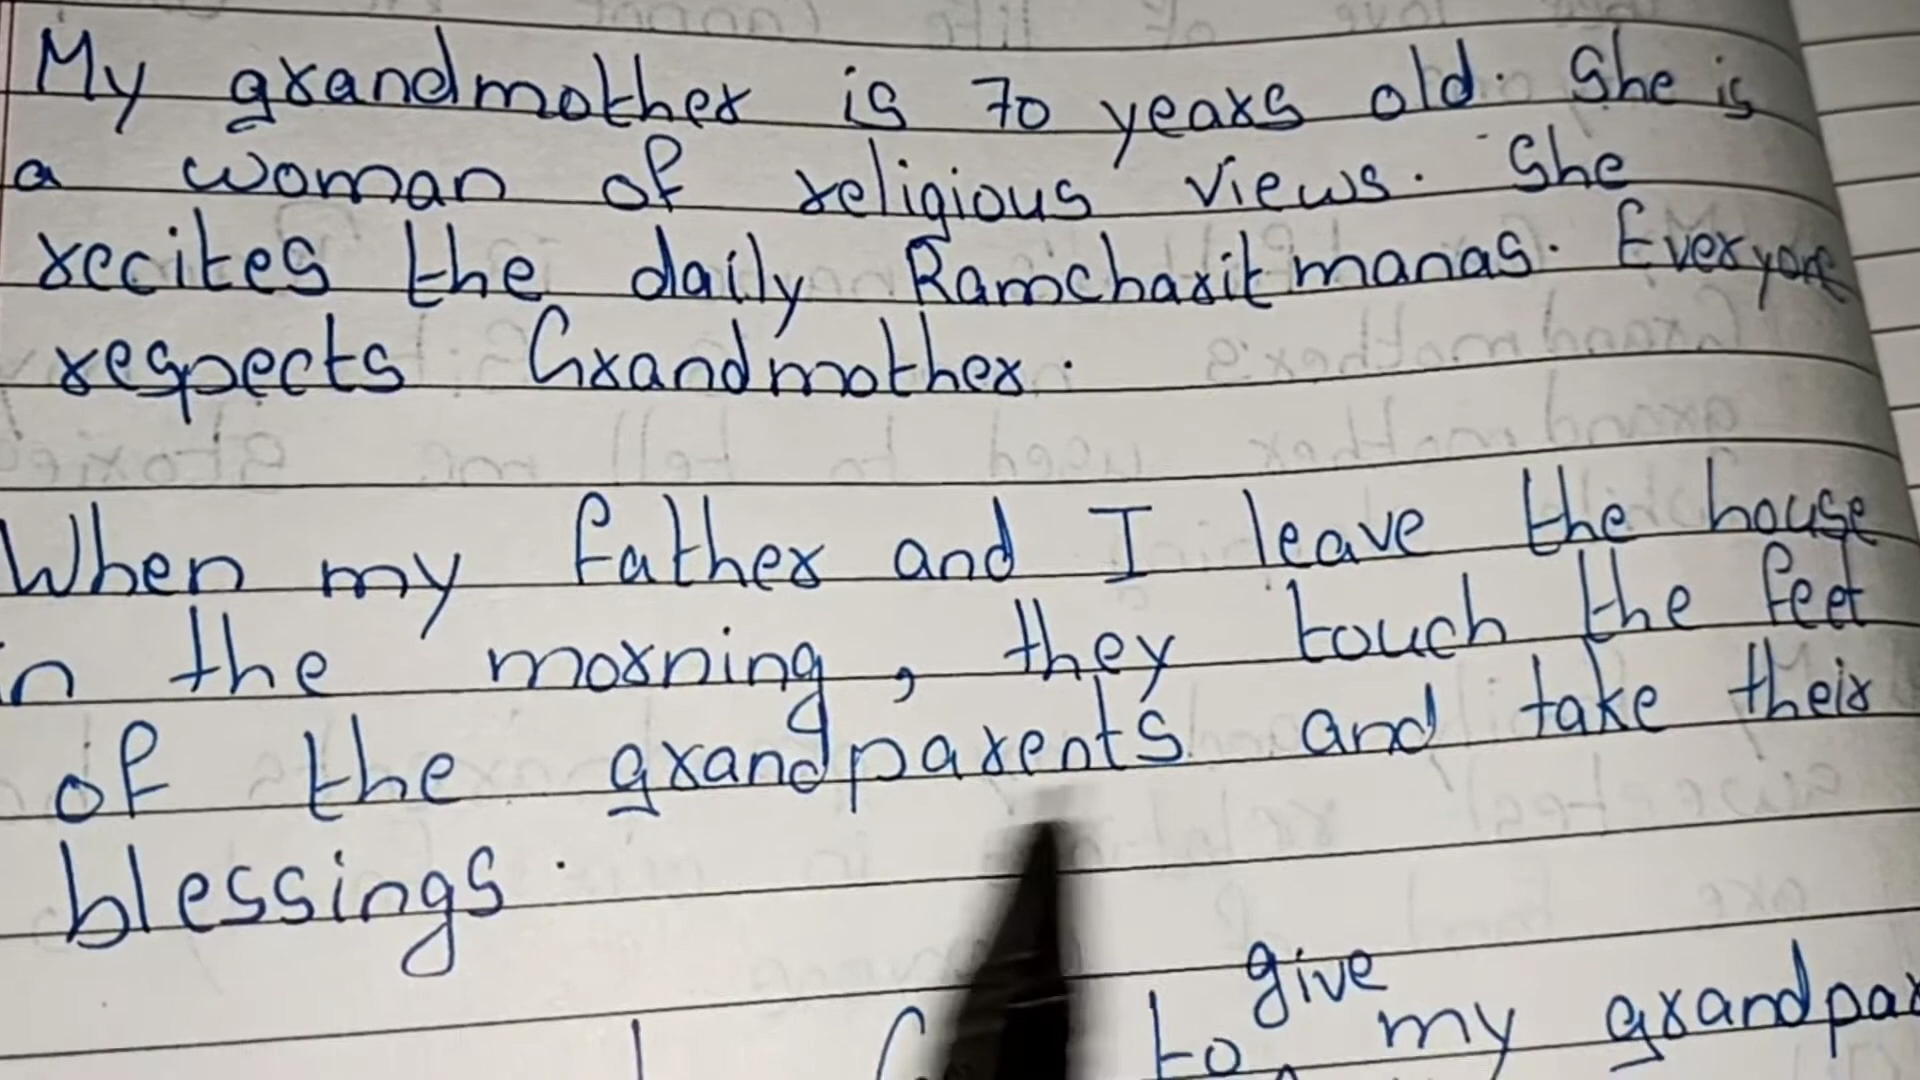 My grandmother is 70 years old. She is
a woman of religious views. She
recites the daily Ramcharitmanas. Everyone
respects Grandmother.
When my father and I leave the house
in the morning, they touch the feet
of the grandparents and take their
blessings.
give
to my